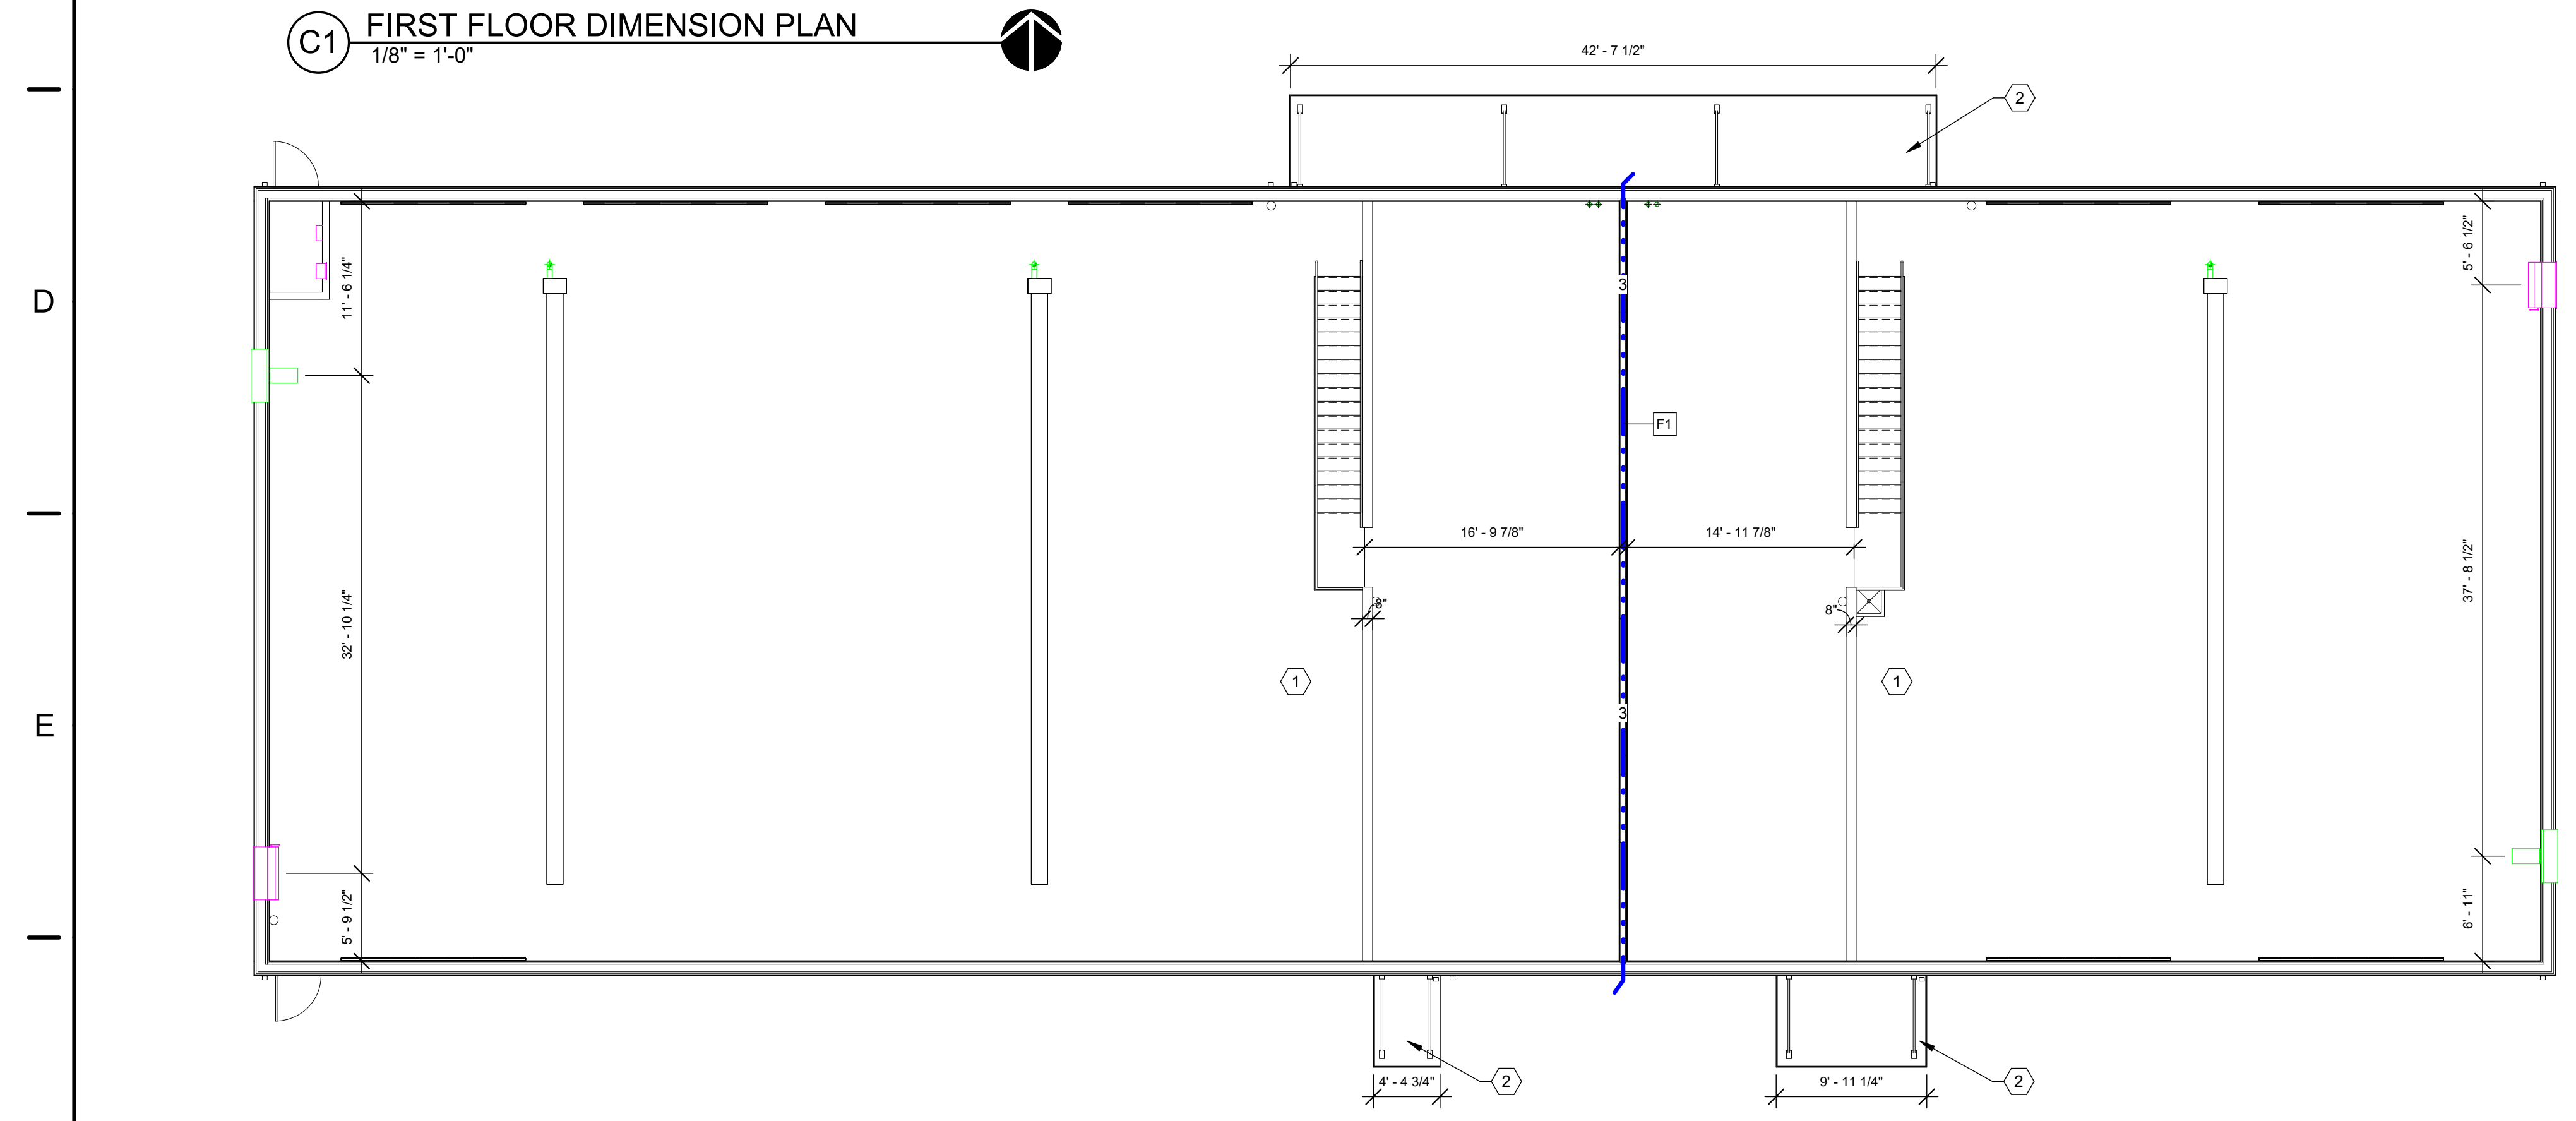 C1
FIRST FLOOR DIMENSION PLAN
1/8" = 1'-0"
42' - 7 1/2"
2
D
11' - 6 1/4"
5' - 6 1/2"
3
F1
16' - 9 7/8"
14' - 11 7/8"
32' - 10 1/4"
37' - 8 1/2"
8"
8"
1
1
E
3
5' - 9 1/2"
6' - 11"
4' - 4 3/4"
2
9' - 11 1/4"
2